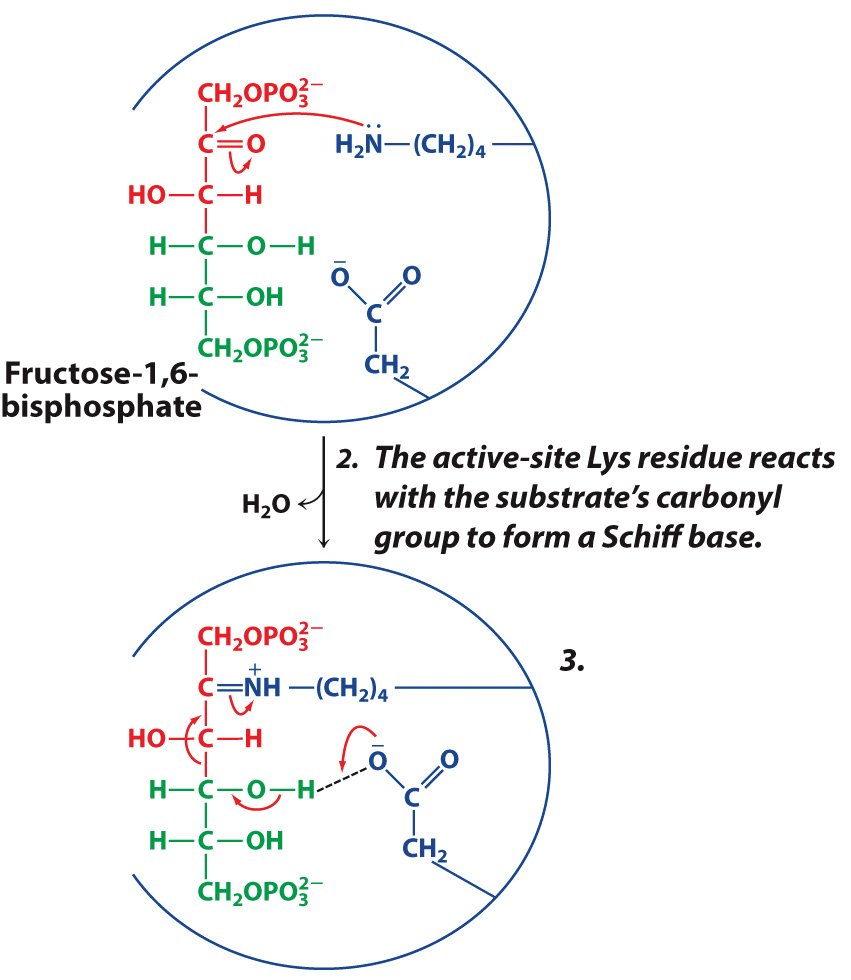 CH₂OPO₃²⁻
C=O
H₂N̈—(CH₂)₄
HO—C—H
H—C—O—H
O⁻ O
H—C—OH
C
CH₂OPO₃²⁻
CH₂
Fructose-1,6-
bisphosphate
2. The active-site Lys residue reacts
with the substrate’s carbonyl
group to form a Schiff base.
H₂O
CH₂OPO₃²⁻
3.
C=N⁺H—(CH₂)₄
HO—C—H
O⁻ O
H—C—O—H
C
H—C—OH
CH₂
CH₂OPO₃²⁻